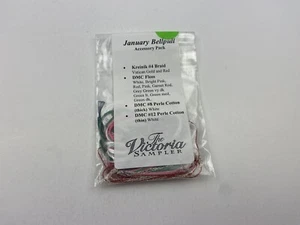 January Bellpull
Accessory Pack
Kreinik #4 Braid
Vatican Gold and Red
DMC Floss
White, Bright Pink,
Red, Pink, Garnet Red,
Grey Green vy dk,
Green lt, Green med,
Green dk
DMC #8 Perle Cotton
(thick) White
DMC #12 Perle Cotton
(thin) White
The
Victoria
SAMPLER